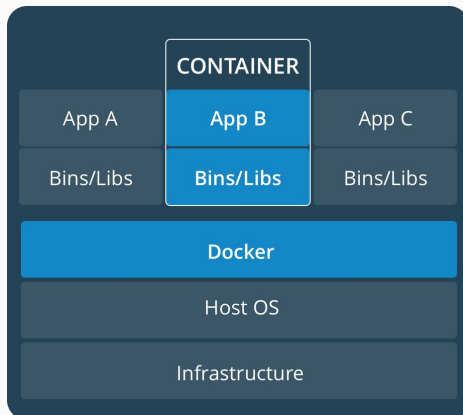 CONTAINER
App A App B App C
Bins/Libs Bins/Libs Bins/Libs
Docker
Host OS
Infrastructure